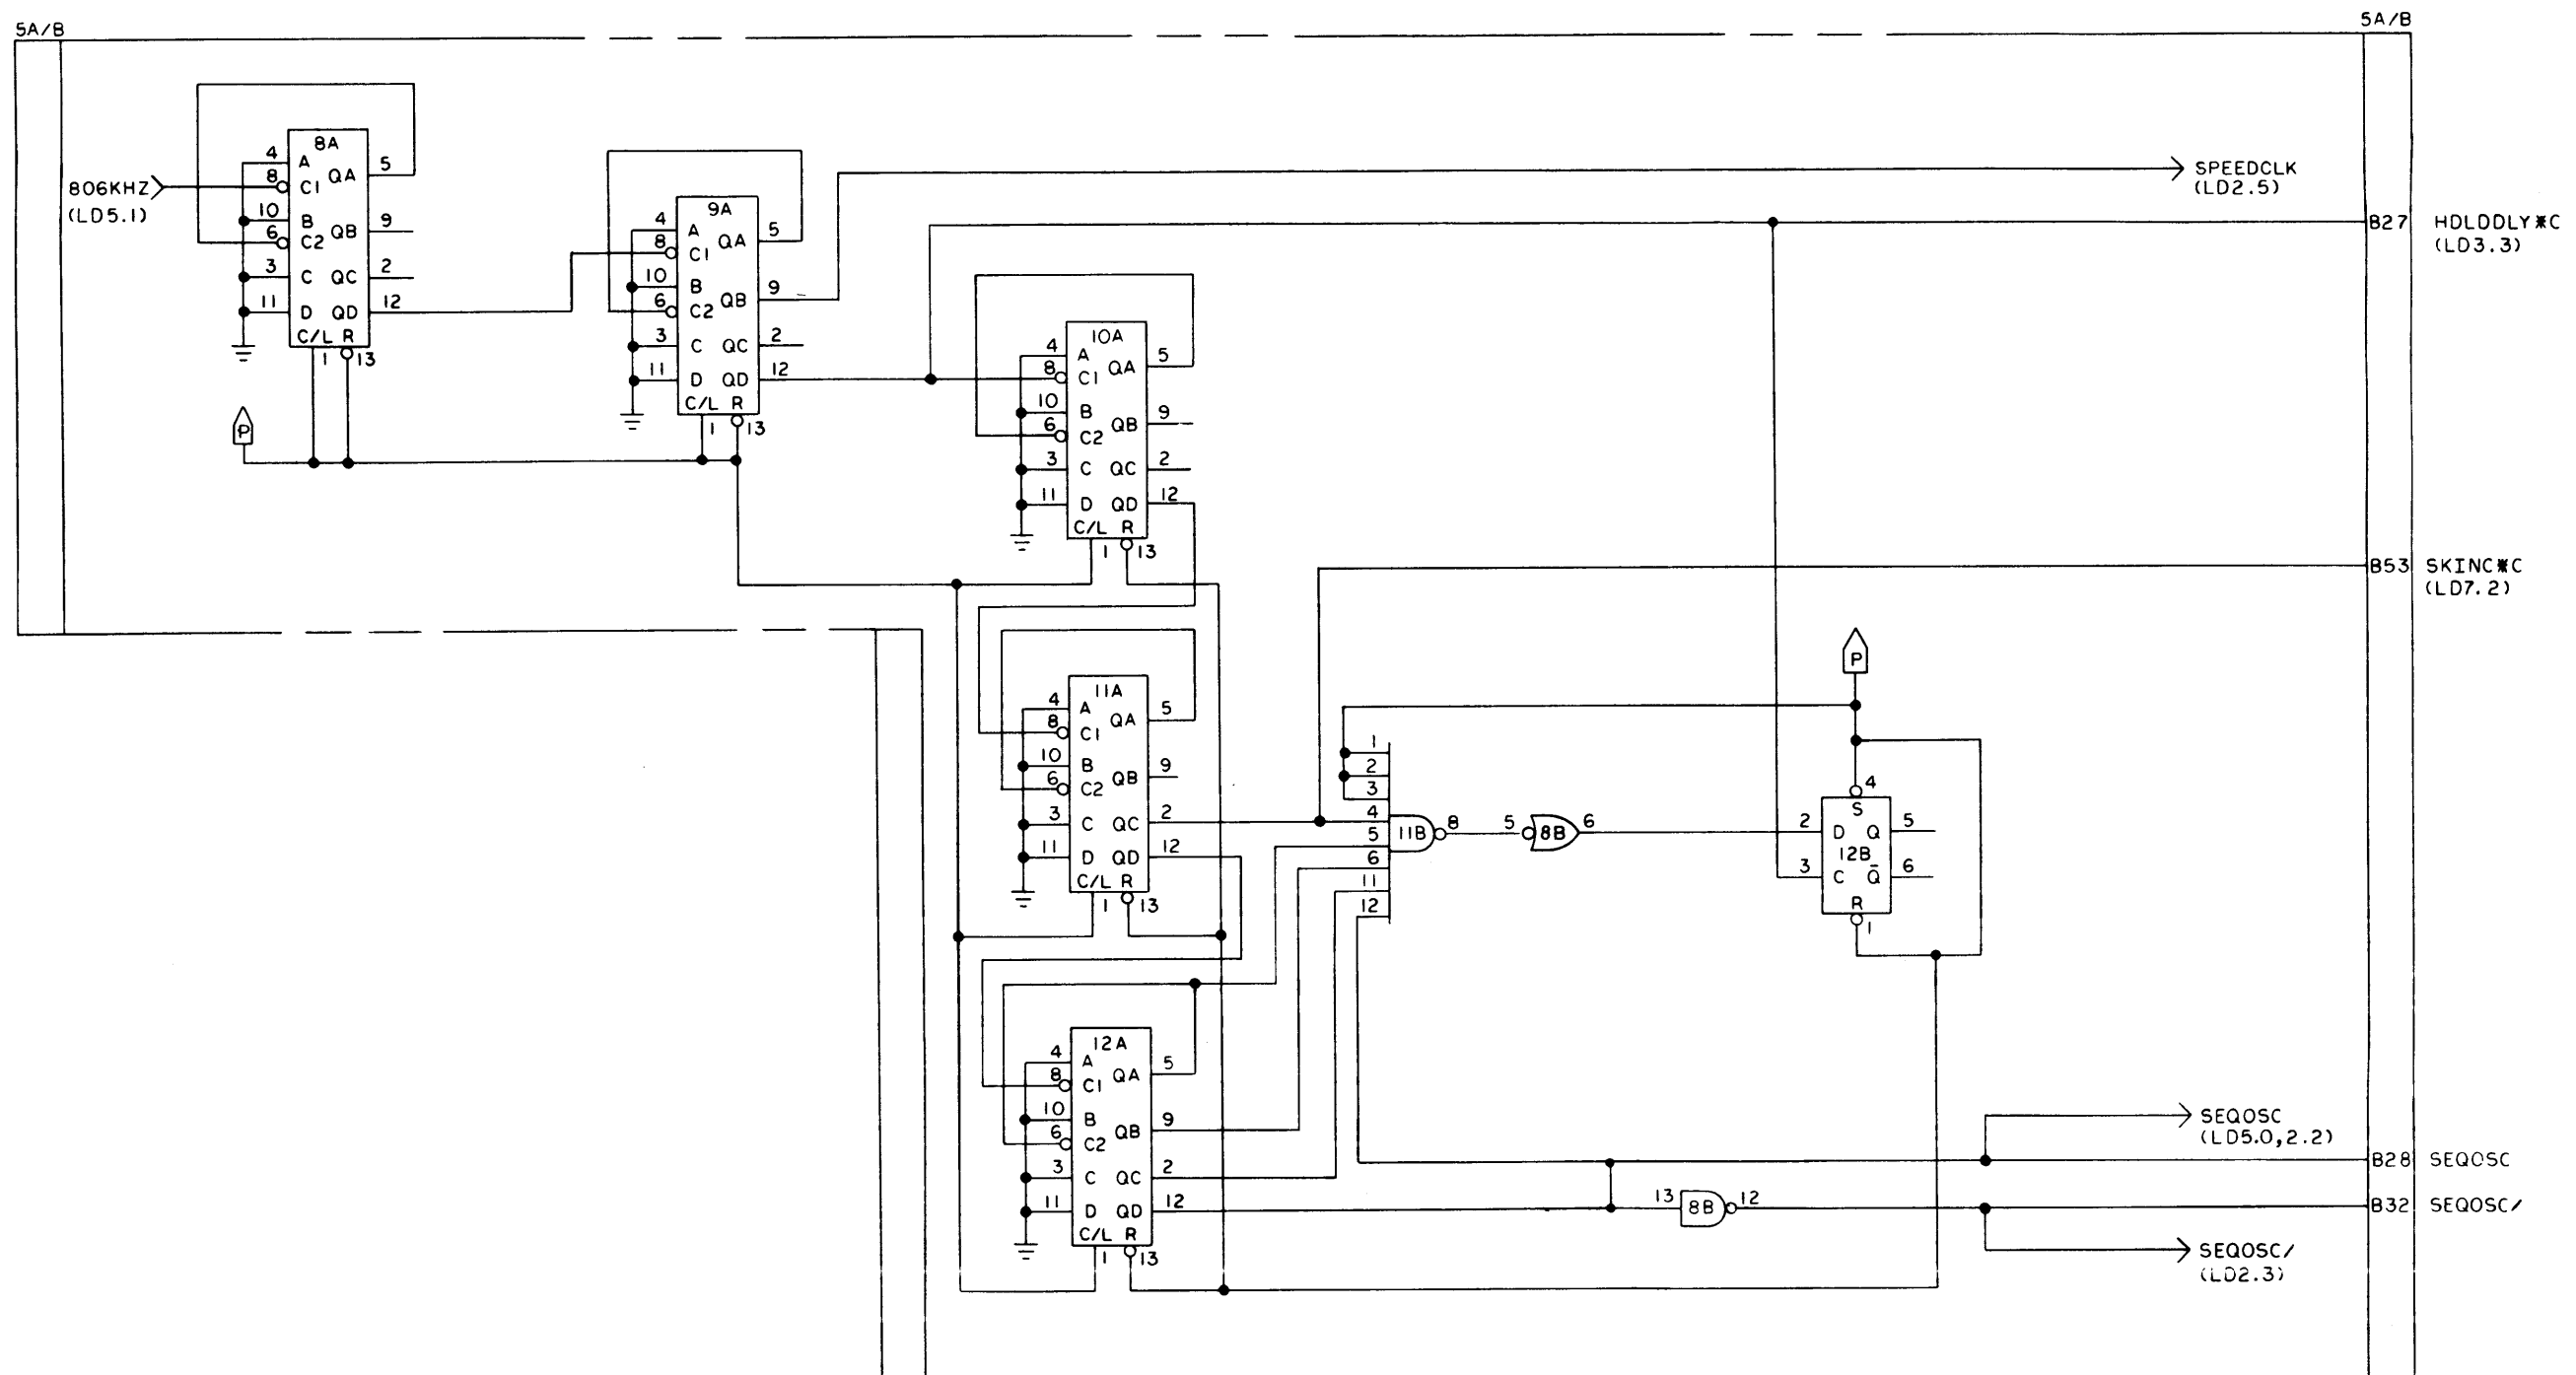 5A/B
5A/B
806KHZ
(LD5.1)
8A
4 A
8 C1
10 B
6 C2
3 C
11 D
QA 5
QB 9
QC 2
QD 12
C/L R
1 13
P
9A
4 A
8 C1
10 B
6 C2
3 C
11 D
QA 5
QB 9
QC 2
QD 12
C/L R
1 13
SPEEDCLK
(LD2.5)
B27 HDLDDLY*C
(LD3.3)
10A
4 A
8 C1
10 B
6 C2
3 C
11 D
QA 5
QB 9
QC 2
QD 12
C/L R
1 13
B53 SKINC*C
(LD7.2)
11A
4 A
8 C1
10 B
6 C2
3 C
11 D
QA 5
QB 9
QC 2
QD 12
C/L R
1 13
1
2
3
4
5
6
11
12
11B 8
5 8B 6
P
4
S
2 D Q 5
12B
3 C Q̅ 6
R
1
12A
4 A
8 C1
10 B
6 C2
3 C
11 D
QA 5
QB 9
QC 2
QD 12
C/L R
1 13
SEQOSC
(LD5.0,2.2)
B28 SEQOSC
13 8B 12
B32 SEQOSC/
SEQOSC/
(LD2.3)